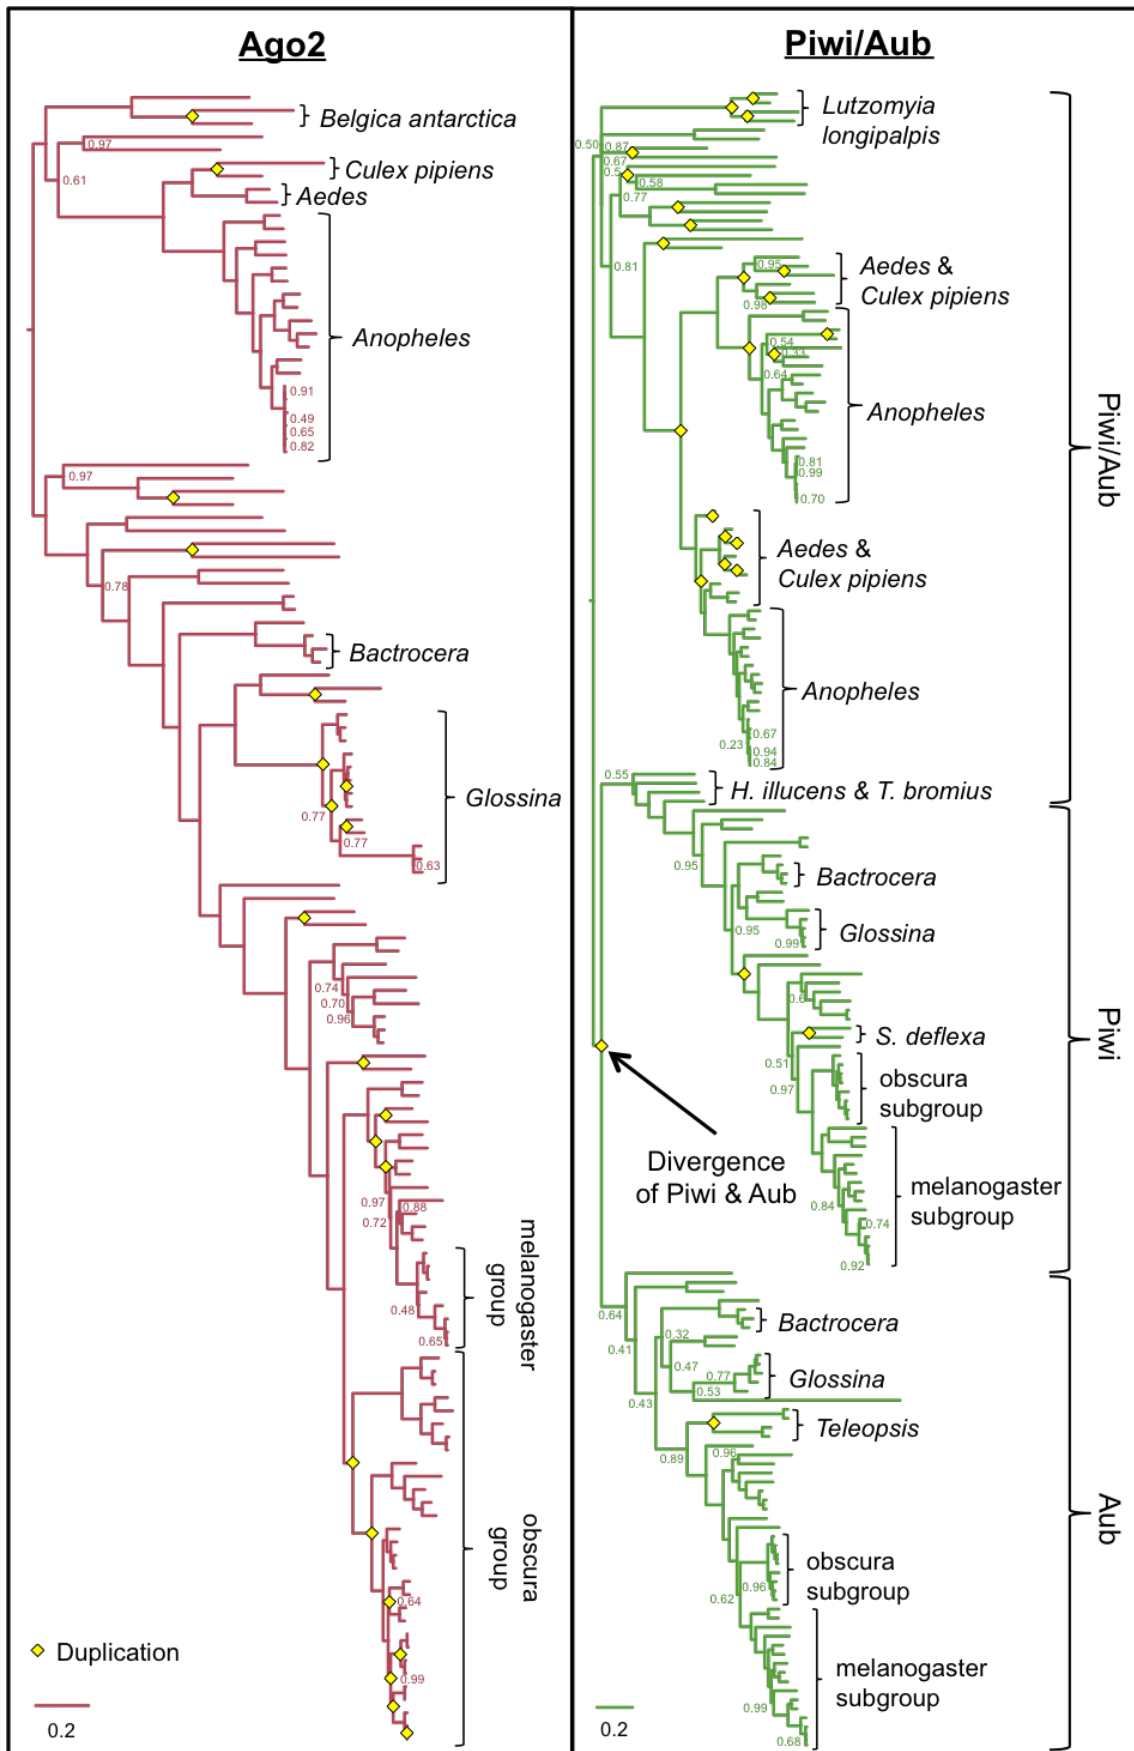 Ago2
Belgica antarctica
0.97
0.61
Culex pipiens
Aedes
Anopheles
0.91
0.49
0.65
0.82
0.97
0.78
Bactrocera
Glossina
0.77
0.77
0.63
0.74
0.70
0.96
0.97
0.88
0.72
melanogaster
group
0.48
0.65
obscura
group
0.64
0.99
Duplication
0.2
Piwi/Aub
Lutzomyia
longipalpis
0.50
0.87
0.67
0.58
0.77
0.81
0.95
Aedes &
Culex pipiens
0.98
0.54
0.33
0.64
Anopheles
0.81
0.99
0.70
Piwi/Aub
Aedes &
Culex pipiens
Anopheles
0.67
0.23
0.94
0.84
0.55
H. illucens & T. bromius
0.95
Bactrocera
0.95
Glossina
0.99
Piwi
S. deflexa
0.51
0.97
obscura
subgroup
Divergence
of Piwi & Aub
melanogaster
subgroup
0.84
0.74
0.92
0.64
Bactrocera
0.32
0.41
0.47
0.77
Glossina
0.53
0.43
Teleopsis
0.96
0.89
Aub
obscura
subgroup
0.96
0.62
melanogaster
subgroup
0.99
0.68
0.2